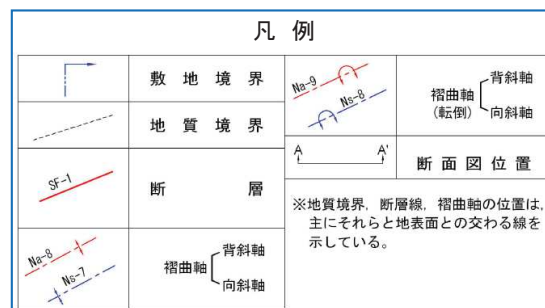 凡 例
敷 地 境 界
地 質 境 界
SF-1
断 層
Na-8
Ns-7
褶曲軸
背斜軸
向斜軸
Na-9
Ns-8
褶曲軸
(転倒)
背斜軸
向斜軸
A A'
断 面 図 位 置
※地質境界,断層線,褶曲軸の位置は,
主にそれらと地表面との交わる線を
示している。